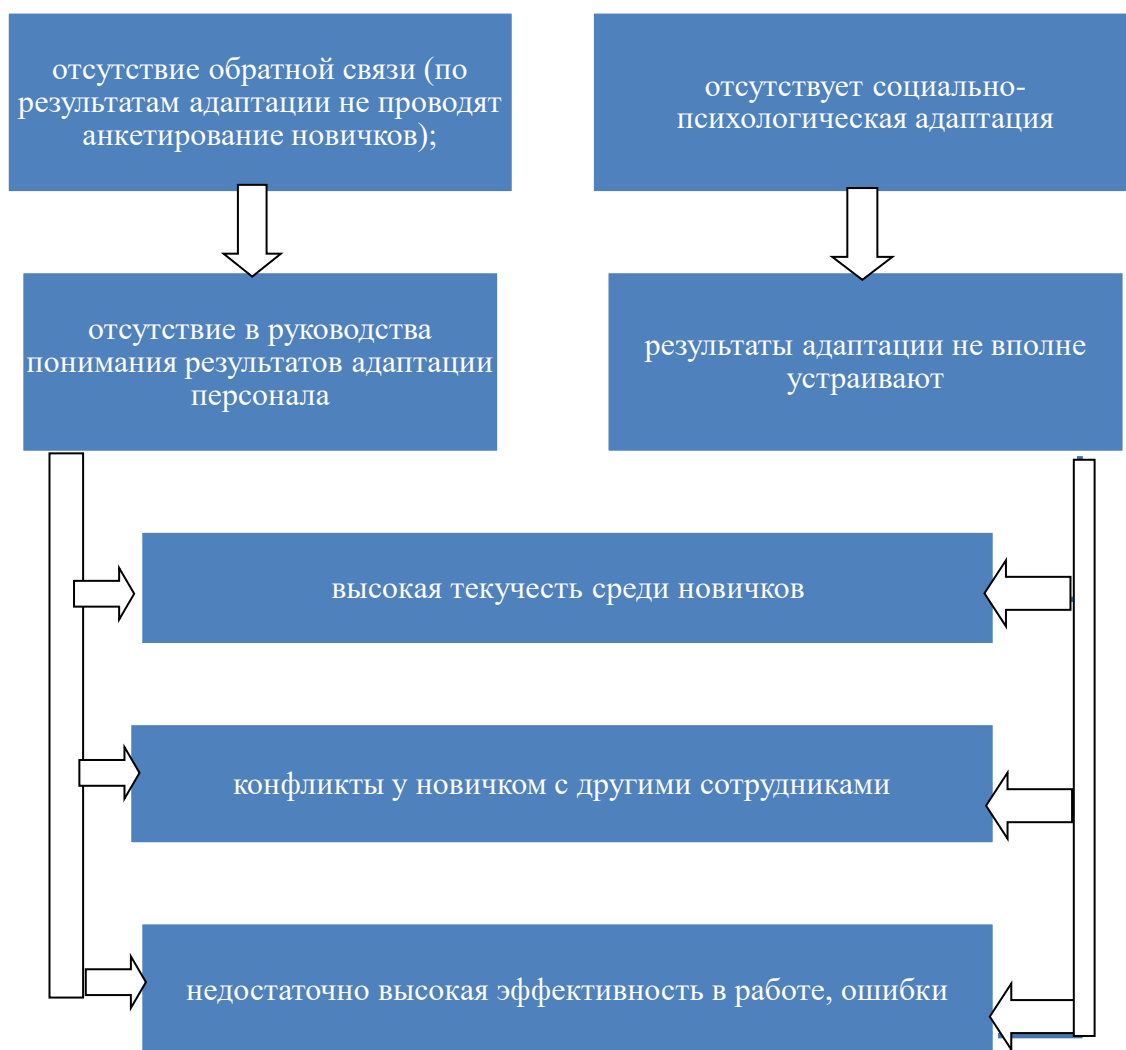 отсутствие обратной связи (по
результатам адаптации не проводят
анкетирование новичков);
отсутствует социально-
психологическая адаптация
отсутствие в руководства
понимания результатов адаптации
персонала
результаты адаптации не вполне
устраивают
высокая текучесть среди новичков
конфликты у новичком с другими сотрудниками
недостаточно высокая эффективность в работе, ошибки